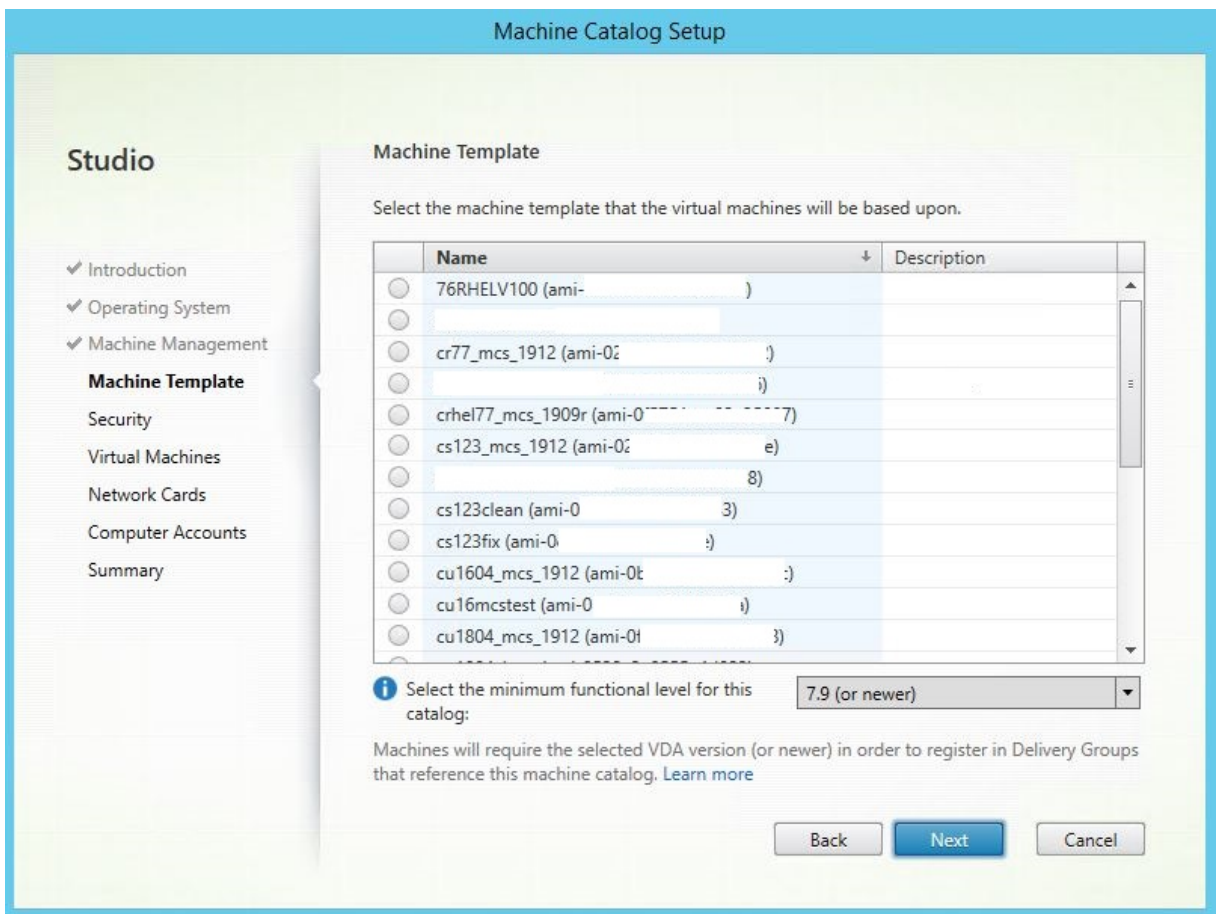 Machine Catalog Setup
Studio
Introduction
Operating System
Machine Management
Machine Template
Security
Virtual Machines
Network Cards
Computer Accounts
Summary
Machine Template
Select the machine template that the virtual machines will be based upon.
Name Description
76RHELV100 (ami- )
cr77_mcs_1912 (ami-02 )
)
crhel77_mcs_1909r (ami-0 7)
cs123_mcs_1912 (ami-02 e)
8)
cs123clean (ami-0 3)
cs123fix (ami-0 )
cu1604_mcs_1912 (ami-0 )
cu16mcstest (ami-0 )
cu1804_mcs_1912 (ami-0 )
Select the minimum functional level for this
catalog:
7.9 (or newer)
Machines will require the selected VDA version (or newer) in order to register in Delivery Groups
that reference this machine catalog. Learn more
Back Next Cancel